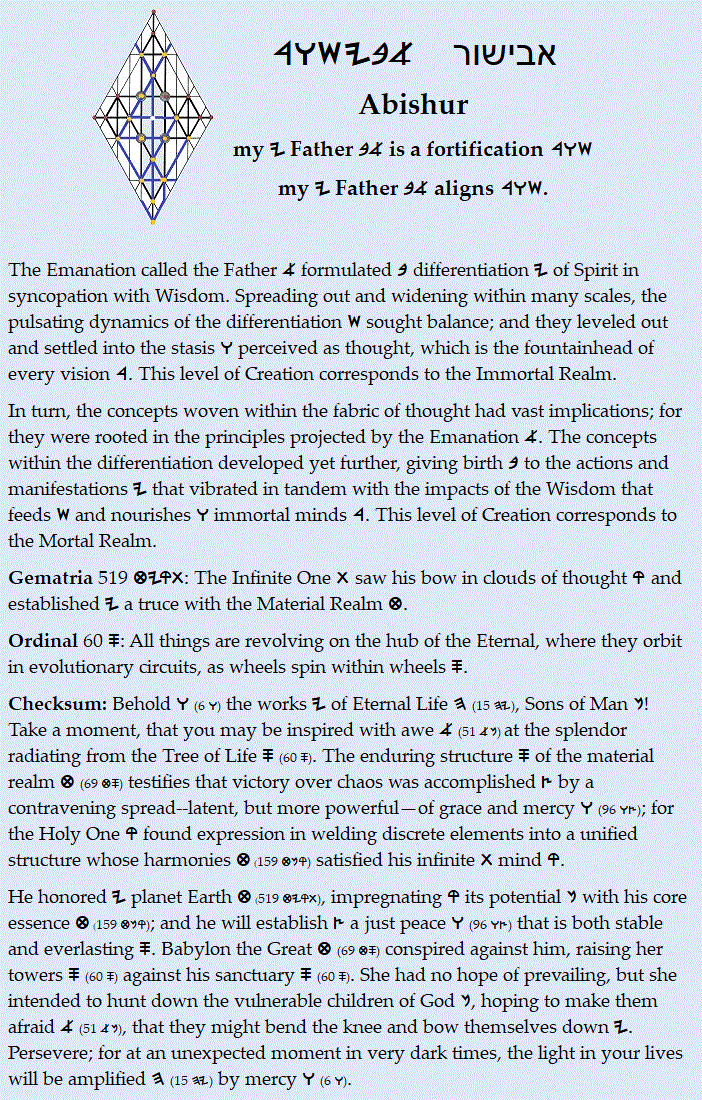 𐤀𐤁𐤉𐤔𐤅𐤓 אבישור
Abishur
my 𐤉 Father 𐤀𐤁 is a fortification 𐤔𐤅𐤓
my 𐤉 Father 𐤀𐤁 aligns 𐤔𐤅𐤓.
The Emanation called the Father 𐤀 formulated 𐤁 differentiation 𐤉 of Spirit in
syncopation with Wisdom. Spreading out and widening within many scales, the
pulsating dynamics of the differentiation 𐤔 sought balance; and they leveled out
and settled into the stasis 𐤅 perceived as thought, which is the fountainhead of
every vision 𐤓. This level of Creation corresponds to the Immortal Realm.
In turn, the concepts woven within the fabric of thought had vast implications; for
they were rooted in the principles projected by the Emanation 𐤀. The concepts
within the differentiation developed yet further, giving birth 𐤁 to the actions and
manifestations 𐤉 that vibrated in tandem with the impacts of the Wisdom that
feeds 𐤔 and nourishes 𐤅 immortal minds 𐤓. This level of Creation corresponds to
the Mortal Realm.
Gematria 519 𐤕𐤒𐤉𐤈: The Infinite One 𐤕 saw his bow in clouds of thought 𐤒 and
established 𐤉 a truce with the Material Realm 𐤈.
Ordinal 60 𐤎: All things are revolving on the hub of the Eternal, where they orbit
in evolutionary circuits, as wheels spin within wheels 𐤎.
Checksum: Behold 𐤅 (6 𐤅) the works 𐤉 of Eternal Life 𐤄 (15 𐤉𐤄), Sons of Man 𐤍!
Take a moment, that you may be inspired with awe 𐤀 (51 𐤍𐤀) at the splendor
radiating from the Tree of Life 𐤎 (60 𐤎). The enduring structure 𐤎 of the material
realm 𐤈 (69 𐤎𐤈) testifies that victory over chaos was accomplished 𐤑 by a
contravening spread--latent, but more powerful—of grace and mercy 𐤅 (96 𐤑𐤅); for
the Holy One 𐤒 found expression in welding discrete elements into a unified
structure whose harmonies 𐤈 (159 𐤒𐤍𐤈) satisfied his infinite 𐤕 mind 𐤒.
He honored 𐤉 planet Earth 𐤈 (519 𐤕𐤒𐤉𐤈), impregnating 𐤒 its potential 𐤍 with his core
essence 𐤈 (159 𐤒𐤍𐤈); and he will establish 𐤑 a just peace 𐤅 (96 𐤑𐤅) that is both stable
and everlasting 𐤎. Babylon the Great 𐤈 (69 𐤎𐤈) conspired against him, raising her
towers 𐤎 (60 𐤎) against his sanctuary 𐤎 (60 𐤎). She had no hope of prevailing, but she
intended to hunt down the vulnerable children of God 𐤍, hoping to make them
afraid 𐤀 (51 𐤍𐤀), that they might bend the knee and bow themselves down 𐤉.
Persevere; for at an unexpected moment in very dark times, the light in your lives
will be amplified 𐤄 (15 𐤉𐤄) by mercy 𐤅 (6 𐤅).